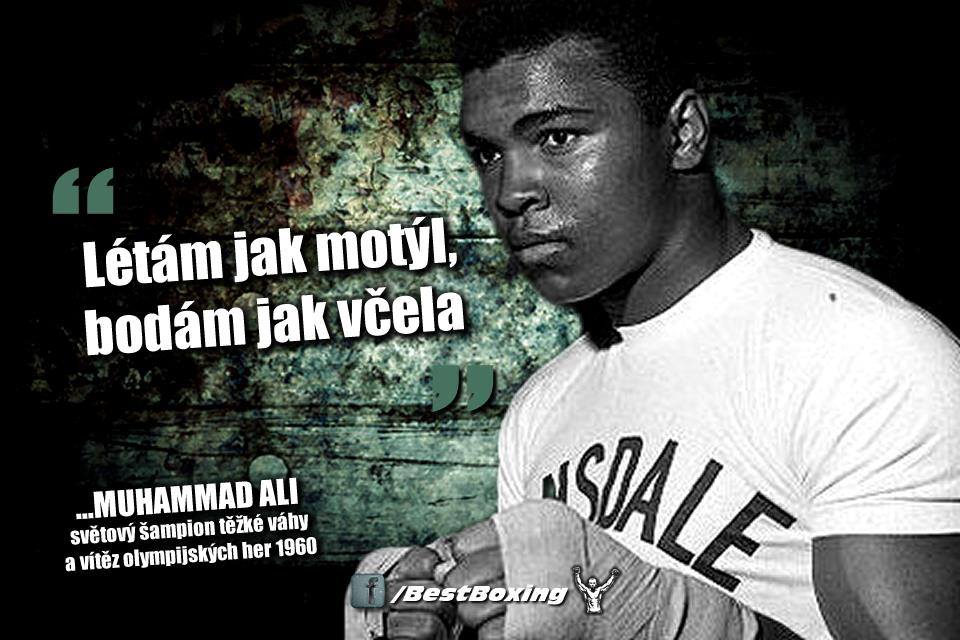 “
Létám jak motýl,
bodám jak včela
”
...MUHAMMAD ALI
světový šampion těžké váhy
a vítěz olympijských her 1960
NSDALE
f /BestBoxing